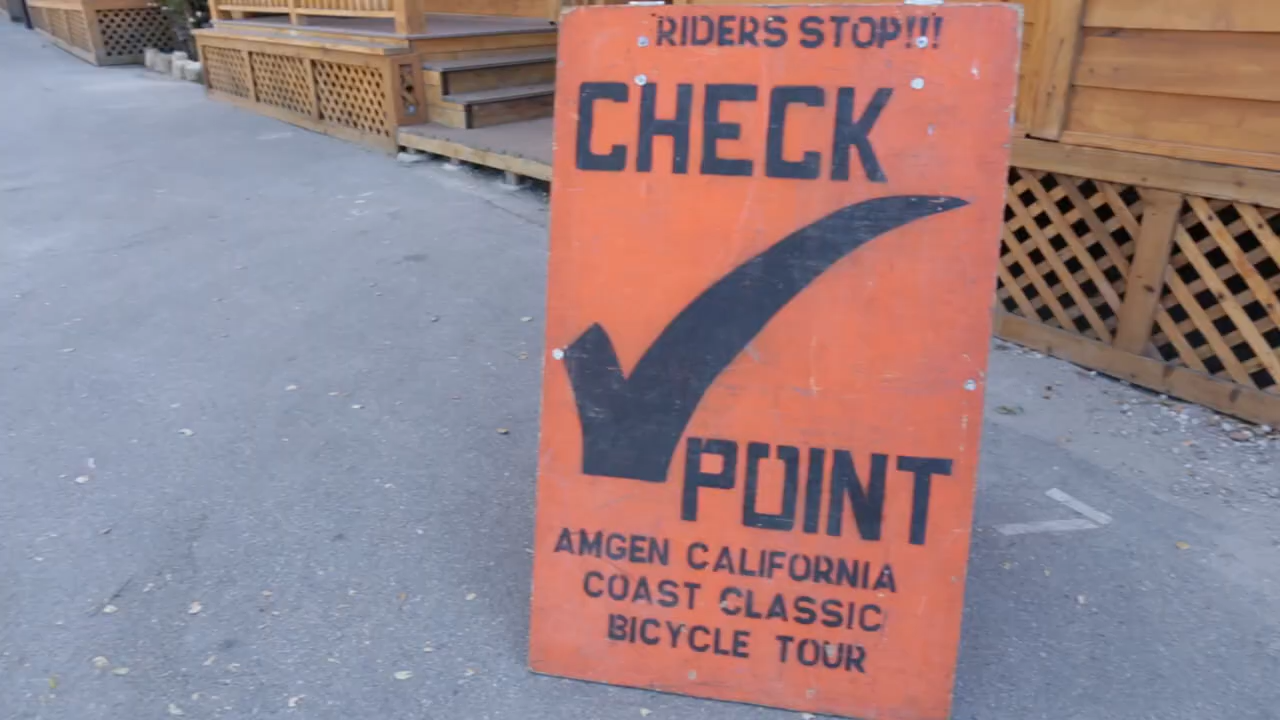 RIDERS STOP!!!
CHECK
POINT
AMGEN CALIFORNIA
COAST CLASSIC
BICYCLE TOUR